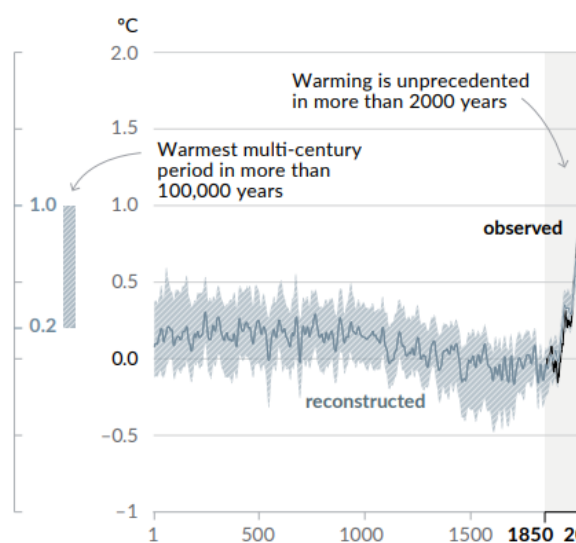 °C
2.0
Warming is unprecedented
in more than 2000 years
1.5
Warmest multi-century
period in more than
100,000 years
1.0
1.0
observed
0.5
0.2
0.0
reconstructed
−0.5
−1
1
500
1000
1500
1850